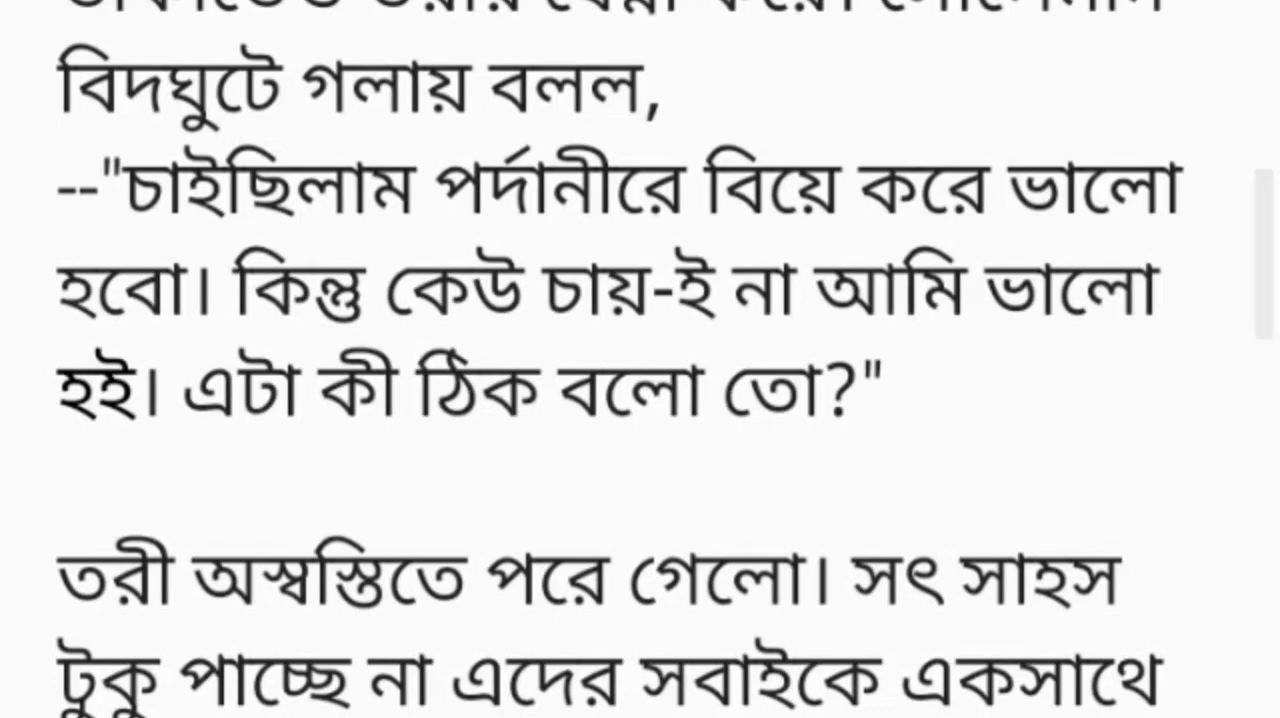 বিদঘুটে গলায় বলল,
--"চাইছিলাম পর্দানীরে বিয়ে করে ভালো
হবো। কিন্তু কেউ চায়-ই না আমি ভালো
হই। এটা কী ঠিক বলো তো?"
তরী অস্বস্তিতে পরে গেলো। সৎ সাহস
টুকু পাচ্ছে না এদের সবাইকে একসাথে